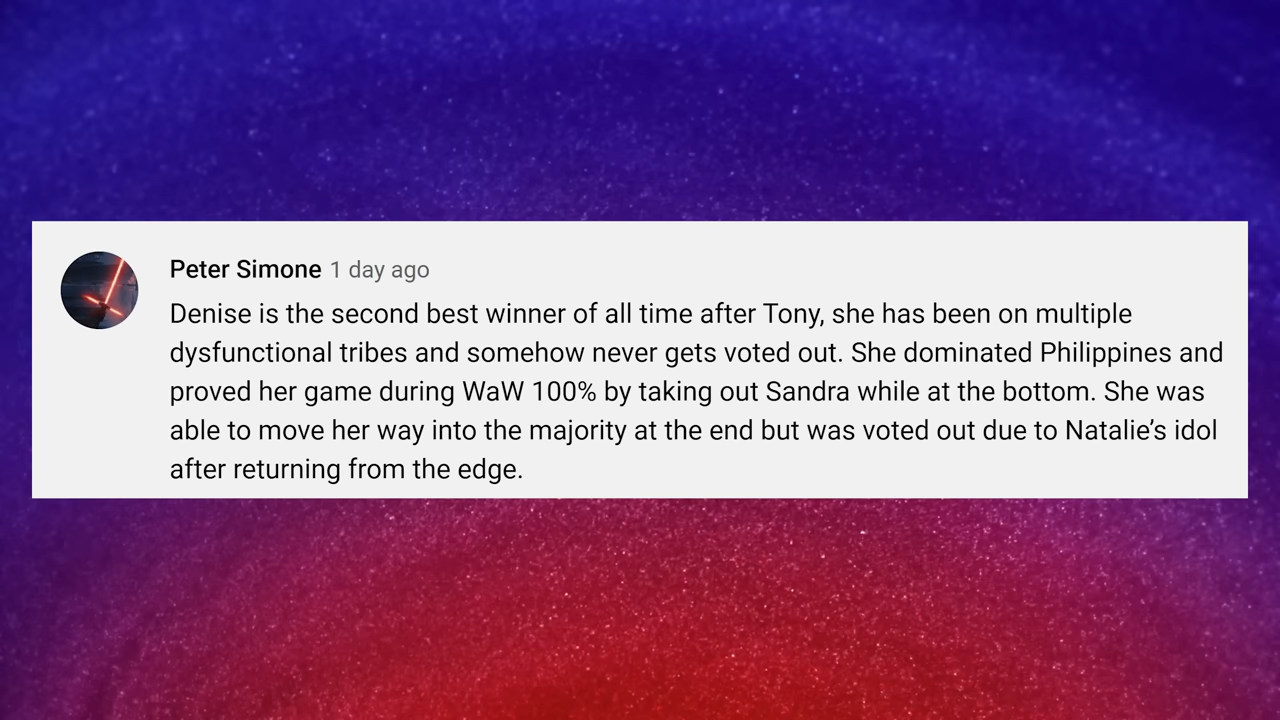 Peter Simone 1 day ago
Denise is the second best winner of all time after Tony, she has been on multiple
dysfunctional tribes and somehow never gets voted out. She dominated Philippines and
proved her game during WaW 100% by taking out Sandra while at the bottom. She was
able to move her way into the majority at the end but was voted out due to Natalie’s idol
after returning from the edge.